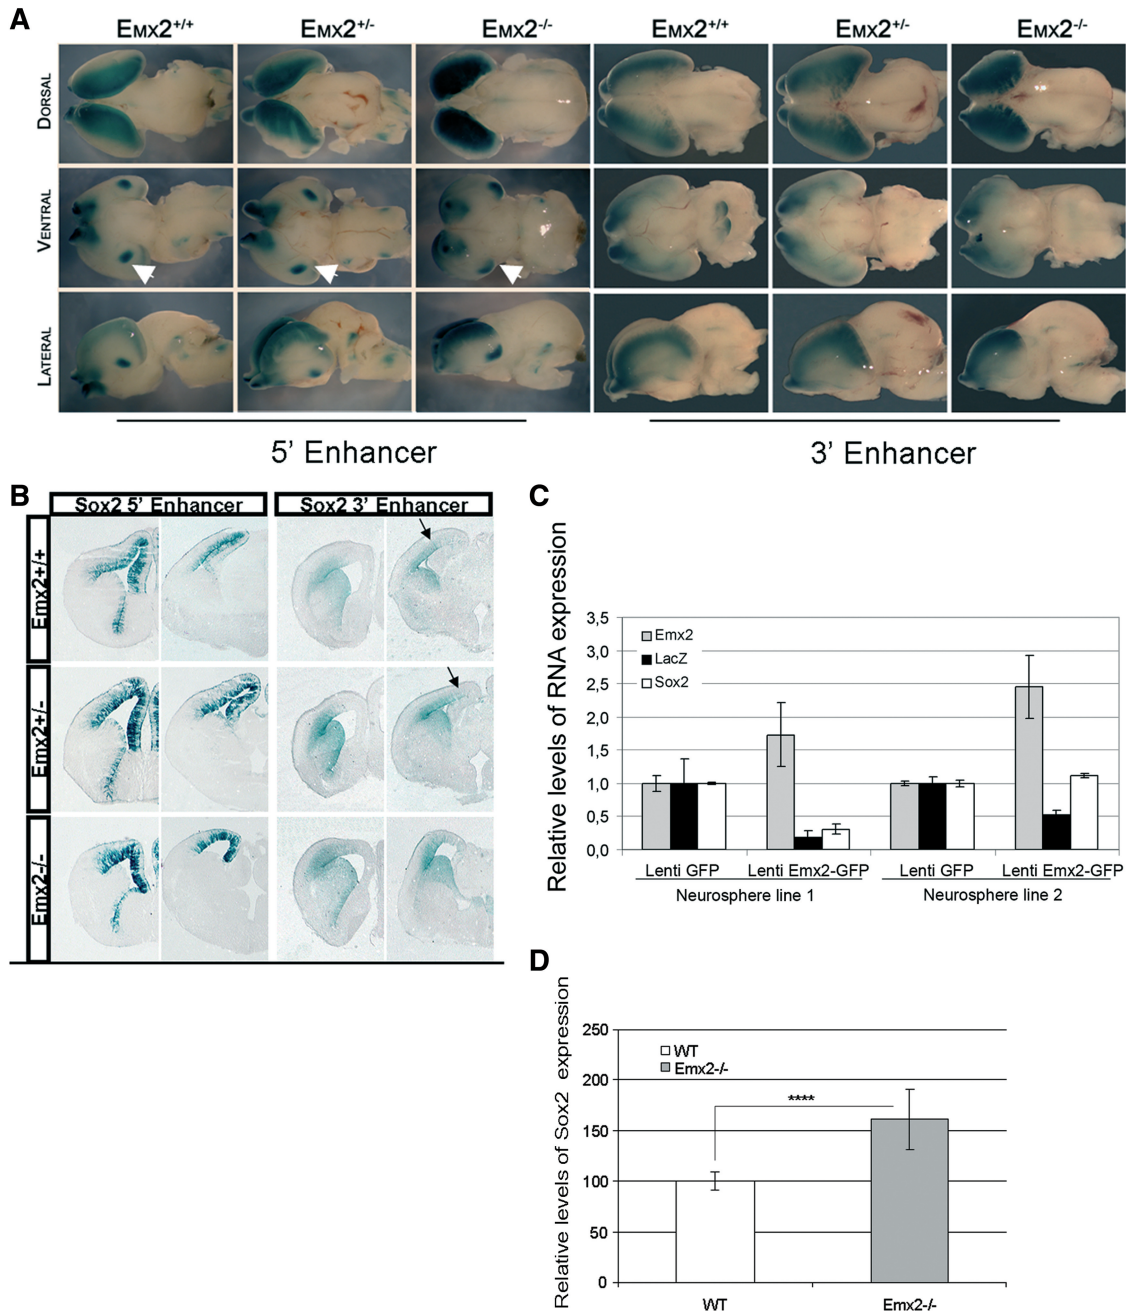 A
EMX2+/+ EMX2+/- EMX2-/- EMX2+/+ EMX2+/- EMX2-/-
DORSAL
VENTRAL
LATERAL
5’ Enhancer 3’ Enhancer
B
Sox2 5’ Enhancer Sox2 3’ Enhancer
Emx2+/+
Emx2+/-
Emx2-/-
C
Relative levels of RNA expression
3,5
3,0
2,5
2,0
1,5
1,0
0,5
0,0
Emx2
LacZ
Sox2
Lenti GFP Lenti Emx2-GFP Lenti GFP Lenti Emx2-GFP
Neurosphere line 1 Neurosphere line 2
D
Relative levels of Sox2 expression
250
200
150
100
50
0
WT
Emx2-/-
****
WT Emx2-/-